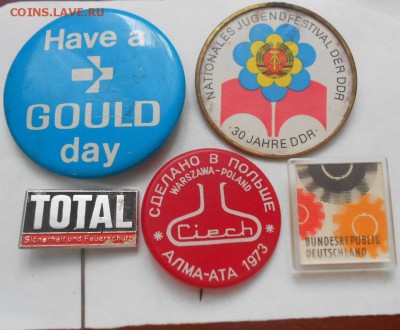 COINS.LAV.RU
Have a
GOULD
day
NATIONALES JUGENDFESTIVAL DER DDR
· 30 JAHRE DDR ·
TOTAL
Sicherheit und Feuerschutz
СДЕЛАНО В ПОЛЬШЕ
WARSZAWA-POLAND
Ciech
* АЛМА-АТА 1973 *
BUNDESREPUBLIK
DEUTSCHLAND